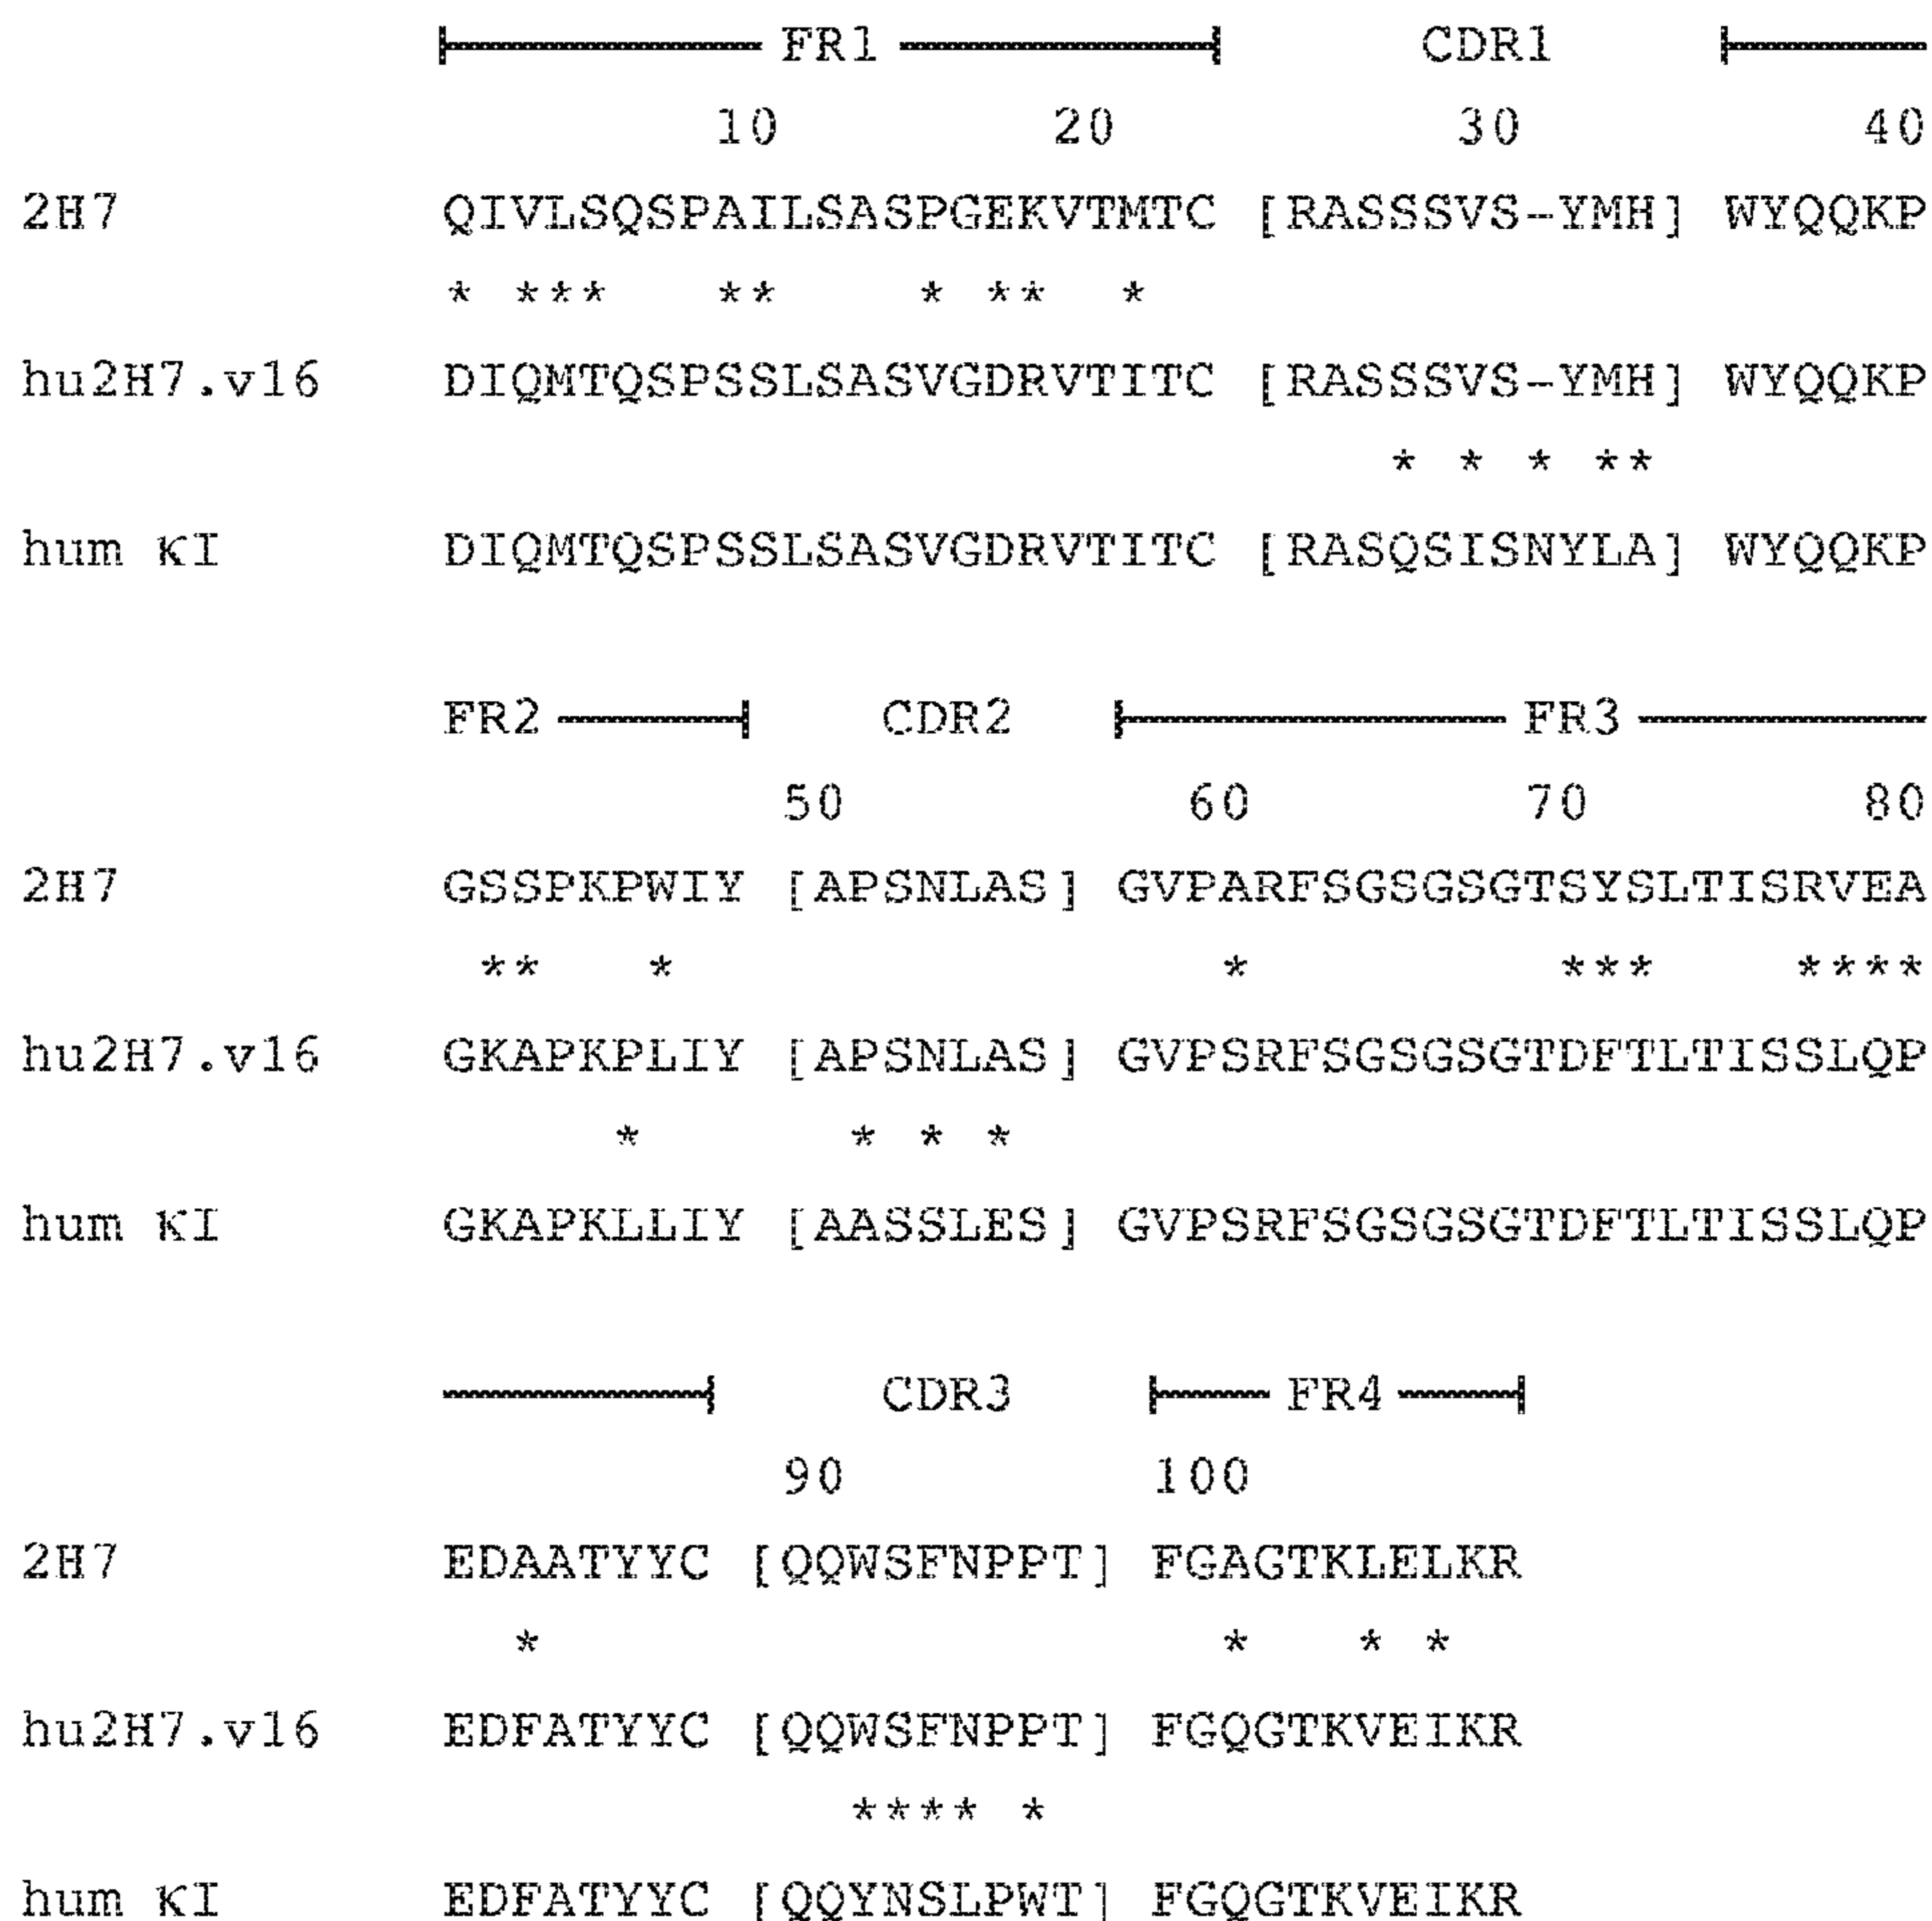 FR1 CDR1
10 20 30 40
2H7 QIVLSQSPAILSASPGEKVTMTC [RASSSVS-YMH] WYQQKP
* *** ** * ** *
hu2H7.v16 DIQMTQSPSSLSASVGDRVTITC [RASSSVS-YMH] WYQQKP
* * * **
hum κI DIQMTQSPSSLSASVGDRVTITC [RASQSISNYLA] WYQQKP
FR2 CDR2 FR3
50 60 70 80
2H7 GSSPKPWIY [APSNLAS] GVPARFSGSGSGTSYSLTISRVEA
** * * *** ****
hu2H7.v16 GKAPKPLIY [APSNLAS] GVPSRFSGSGSGTDFTLTISSLQP
* * * *
hum κI GKAPKLLIY [AASSLES] GVPSRFSGSGSGTDFTLTISSLQP
CDR3 FR4
90 100
2H7 EDAATYYC [QQWSFNPPT] FGAGTKLELKR
* * * *
hu2H7.v16 EDFATYYC [QQWSFNPPT] FGQGTKVEIKR
**** *
hum κI EDFATYYC [QQYNSLPWT] FGQGTKVEIKR